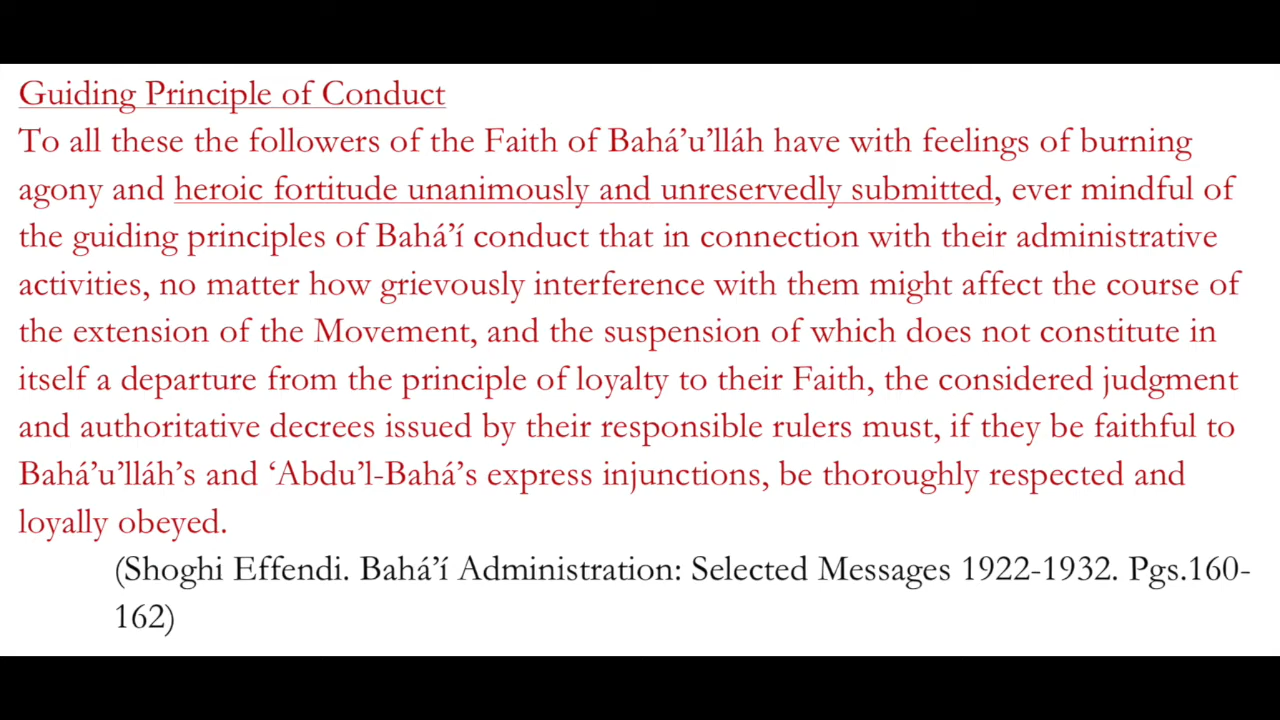 Guiding Principle of Conduct
To all these the followers of the Faith of Bahá’u’lláh have with feelings of burning
agony and heroic fortitude unanimously and unreservedly submitted, ever mindful of
the guiding principles of Bahá’í conduct that in connection with their administrative
activities, no matter how grievously interference with them might affect the course of
the extension of the Movement, and the suspension of which does not constitute in
itself a departure from the principle of loyalty to their Faith, the considered judgment
and authoritative decrees issued by their responsible rulers must, if they be faithful to
Bahá’u’lláh’s and ‘Abdu’l-Bahá’s express injunctions, be thoroughly respected and
loyally obeyed.
(Shoghi Effendi. Bahá’í Administration: Selected Messages 1922-1932. Pgs.160-
162)